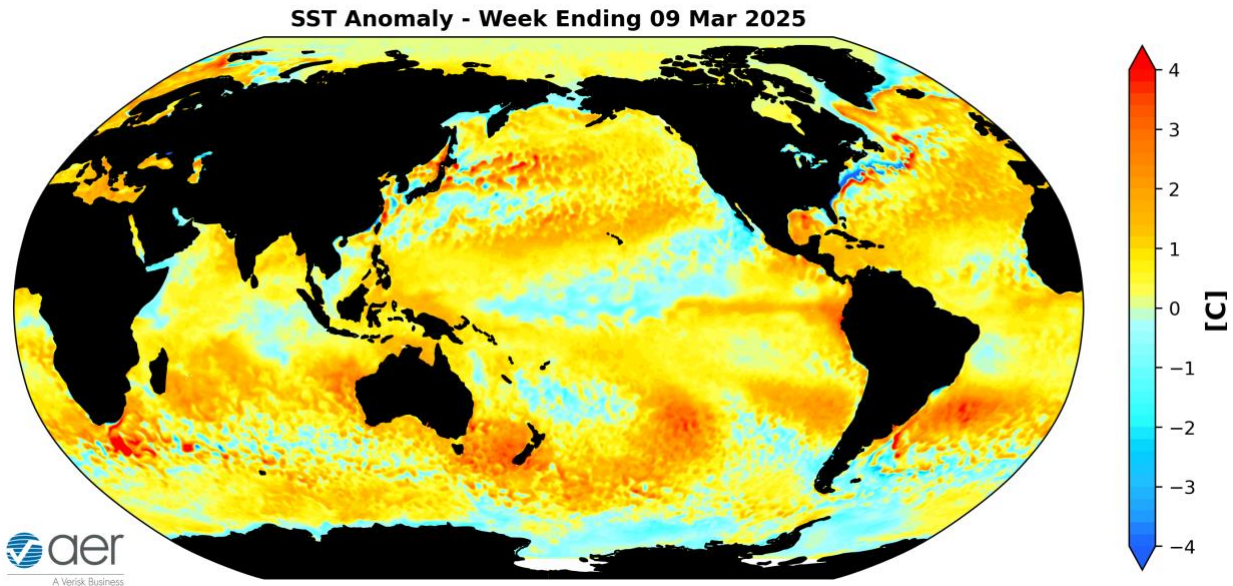 SST Anomaly - Week Ending 09 Mar 2025
4
3
2
1
0
−1
−2
−3
−4
[C]
aer
A Verisk Business